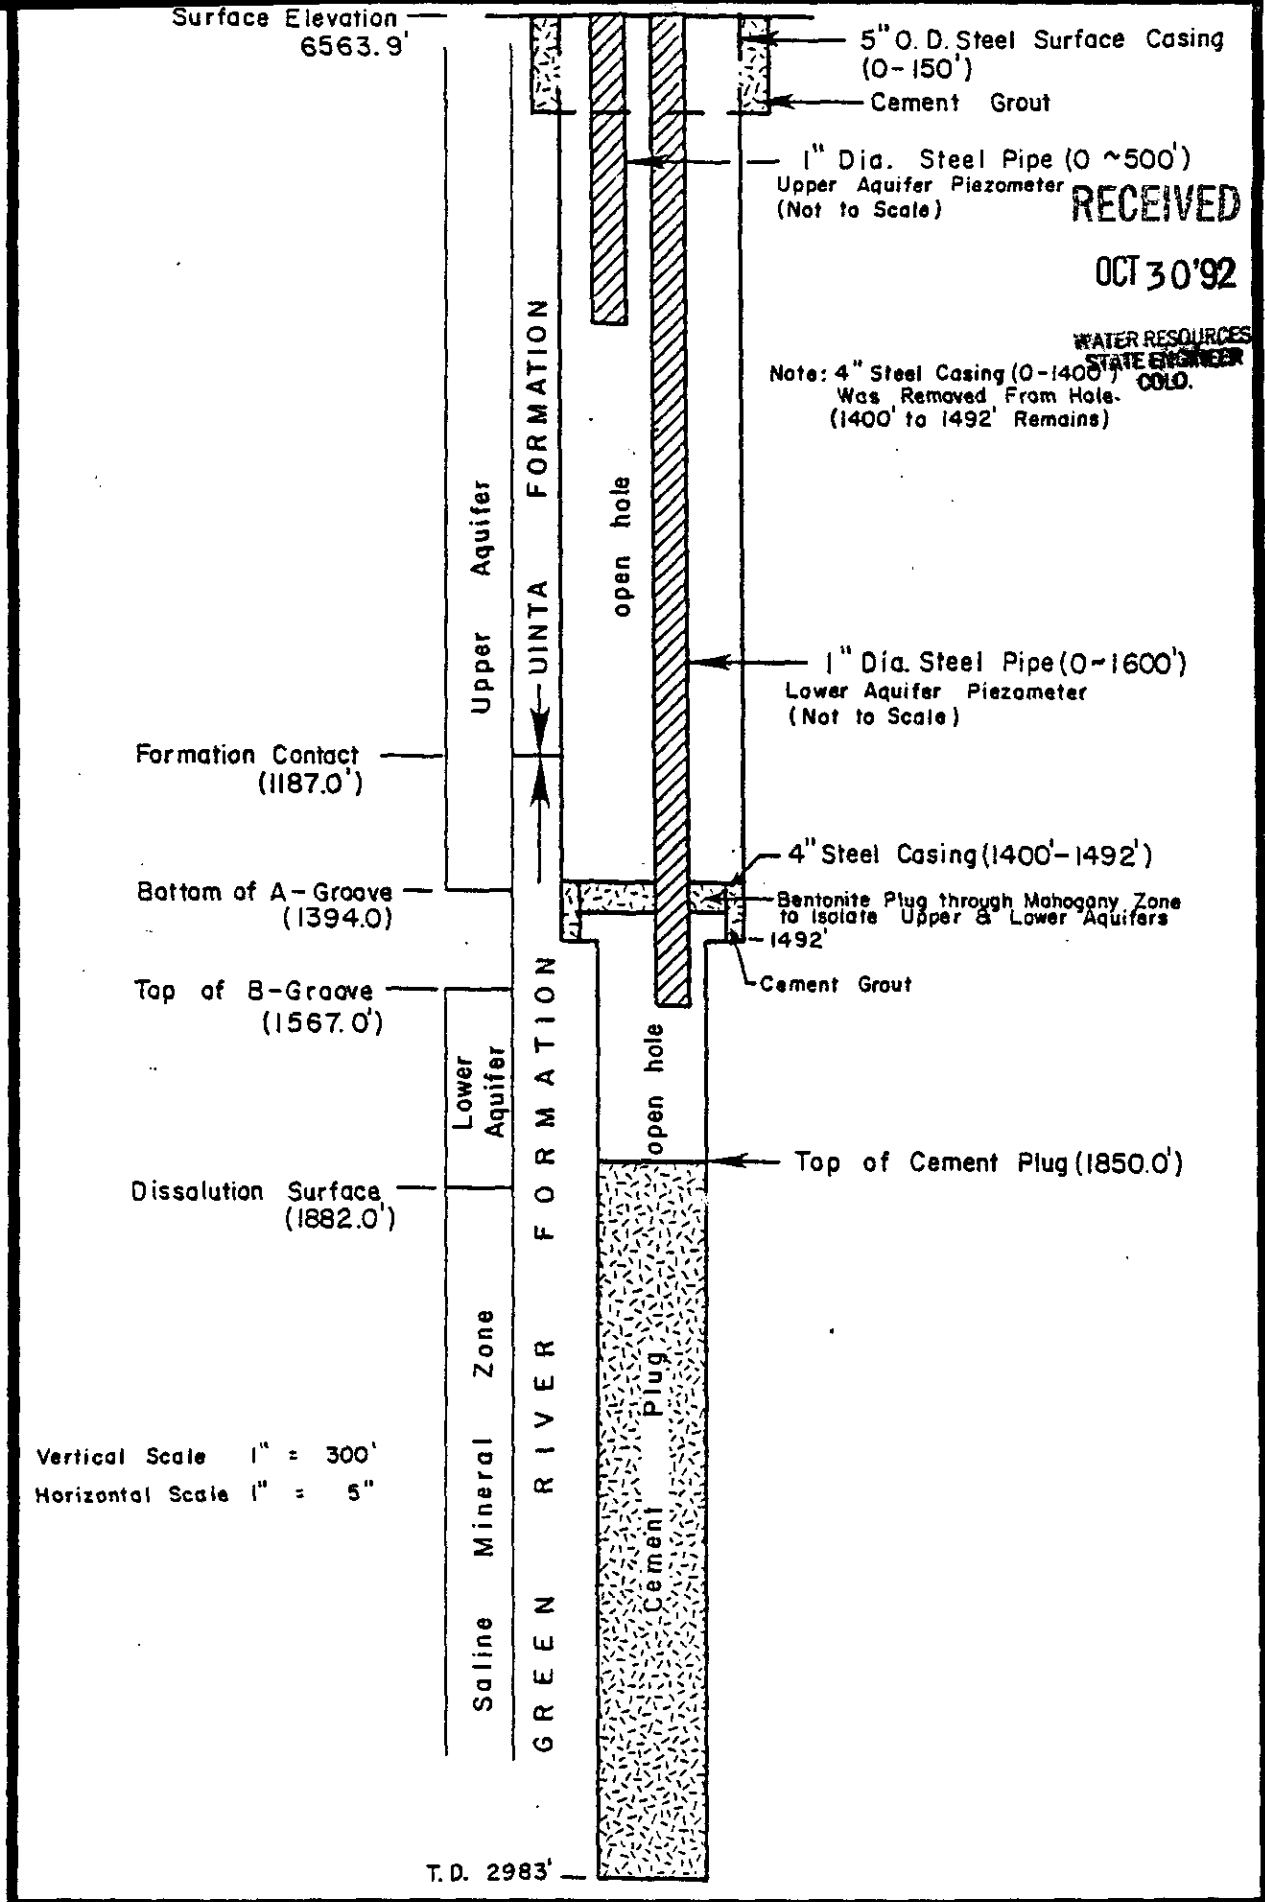 Surface Elevation
6563.9'
5" O.D. Steel Surface Casing
(0-150')
Cement Grout
1" Dia. Steel Pipe (0 ~500')
Upper Aquifer Piezometer
(Not to Scale)
RECEIVED
OCT 30 '92
WATER RESOURCES
STATE ENGINEER
COLO.
Note: 4" Steel Casing (0-1400')
Was Removed From Hole.
(1400' to 1492' Remains)
UINTA FORMATION
Upper Aquifer
open hole
1" Dia. Steel Pipe (0~1600')
Lower Aquifer Piezometer
(Not to Scale)
Formation Contact
(1187.0')
4" Steel Casing (1400'-1492')
Bottom of A-Groove
(1394.0)
Bentonite Plug through Mahogany Zone
to Isolate Upper & Lower Aquifers
1492'
Cement Grout
Top of B-Groove
(1567.0')
Lower
Aquifer
open hole
Top of Cement Plug (1850.0')
Dissolution Surface
(1882.0')
GREEN RIVER FORMATION
Saline Mineral Zone
Cement Plug
Vertical Scale 1" = 300'
Horizontal Scale 1" = 5"
T.D. 2983'